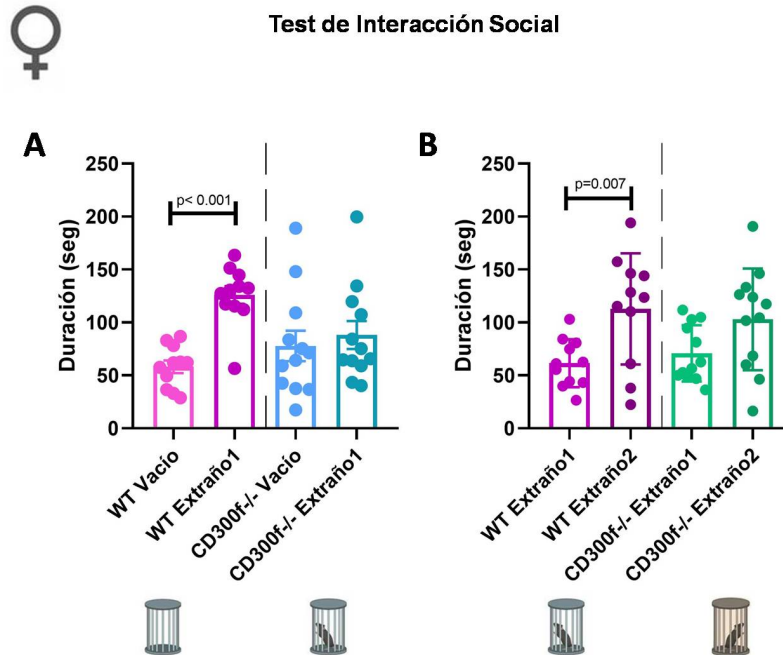 Test de Interacción Social
A
Duración (seg)
250
200
150
100
50
0
p< 0.001
WT Vacío
WT Extraño1
CD300f-/- Vacío
CD300f-/- Extraño1
B
Duración (seg)
250
200
150
100
50
0
p=0.007
WT Extraño1
WT Extraño2
CD300f-/- Extraño1
CD300f-/- Extraño2